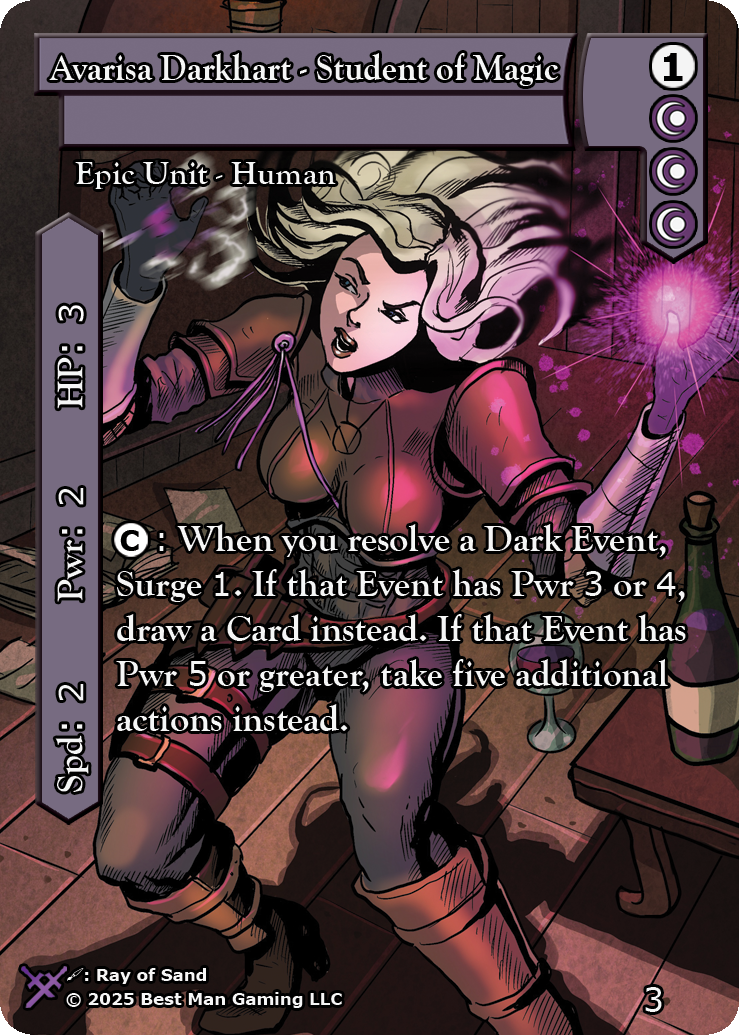 Avarisa Darkhart - Student of Magic
1
Epic Unit - Human
HP: 3
Pwr: 2
Spd: 2
C : When you resolve a Dark Event,
Surge 1. If that Event has Pwr 3 or 4,
draw a Card instead. If that Event has
Pwr 5 or greater, take five additional
actions instead.
: Ray of Sand
© 2025 Best Man Gaming LLC
3